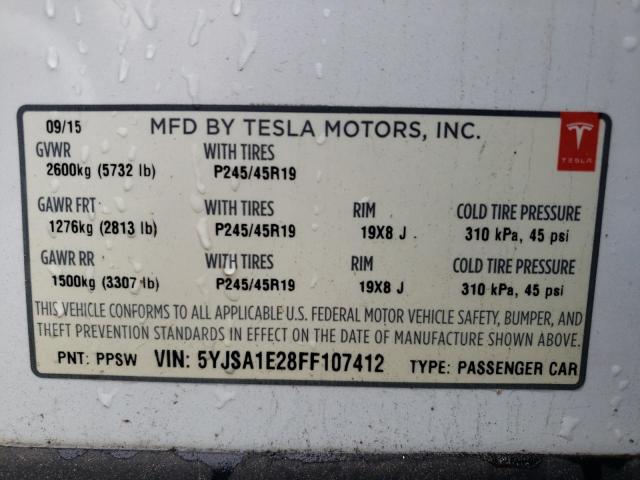 09/15 MFD BY TESLA MOTORS, INC.
TESLA
GVWR WITH TIRES
2600kg (5732 lb) P245/45R19
GAWR FRT WITH TIRES RIM COLD TIRE PRESSURE
1276kg (2813 lb) P245/45R19 19X8 J 310 kPa, 45 psi
GAWR RR WITH TIRES RIM COLD TIRE PRESSURE
1500kg (3307 lb) P245/45R19 19X8 J 310 kPa, 45 psi
THIS VEHICLE CONFORMS TO ALL APPLICABLE U.S. FEDERAL MOTOR VEHICLE SAFETY, BUMPER, AND
THEFT PREVENTION STANDARDS IN EFFECT ON THE DATE OF MANUFACTURE SHOWN ABOVE.
PNT: PPSW VIN: 5YJSA1E28FF107412 TYPE: PASSENGER CAR